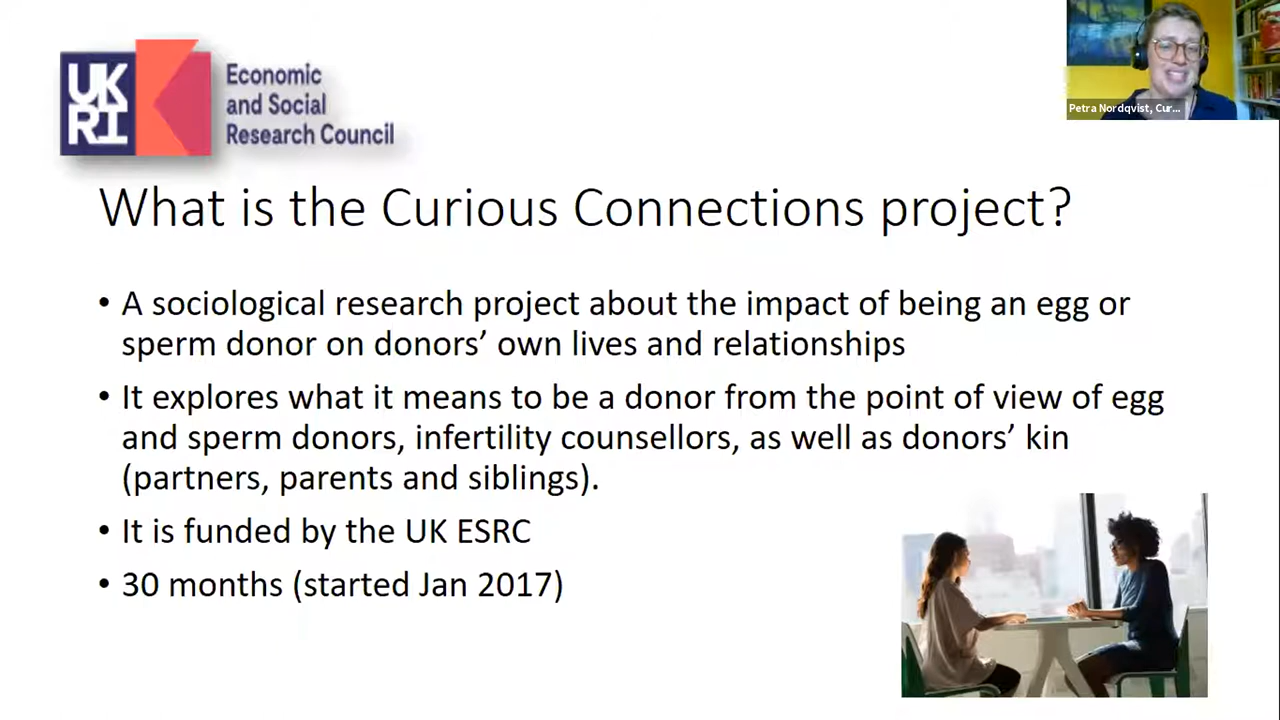 UK
RI
Economic
and Social
Research Council
Petra Nordqvist, Cur...
What is the Curious Connections project?
• A sociological research project about the impact of being an egg or
sperm donor on donors’ own lives and relationships
• It explores what it means to be a donor from the point of view of egg
and sperm donors, infertility counsellors, as well as donors’ kin
(partners, parents and siblings).
• It is funded by the UK ESRC
• 30 months (started Jan 2017)